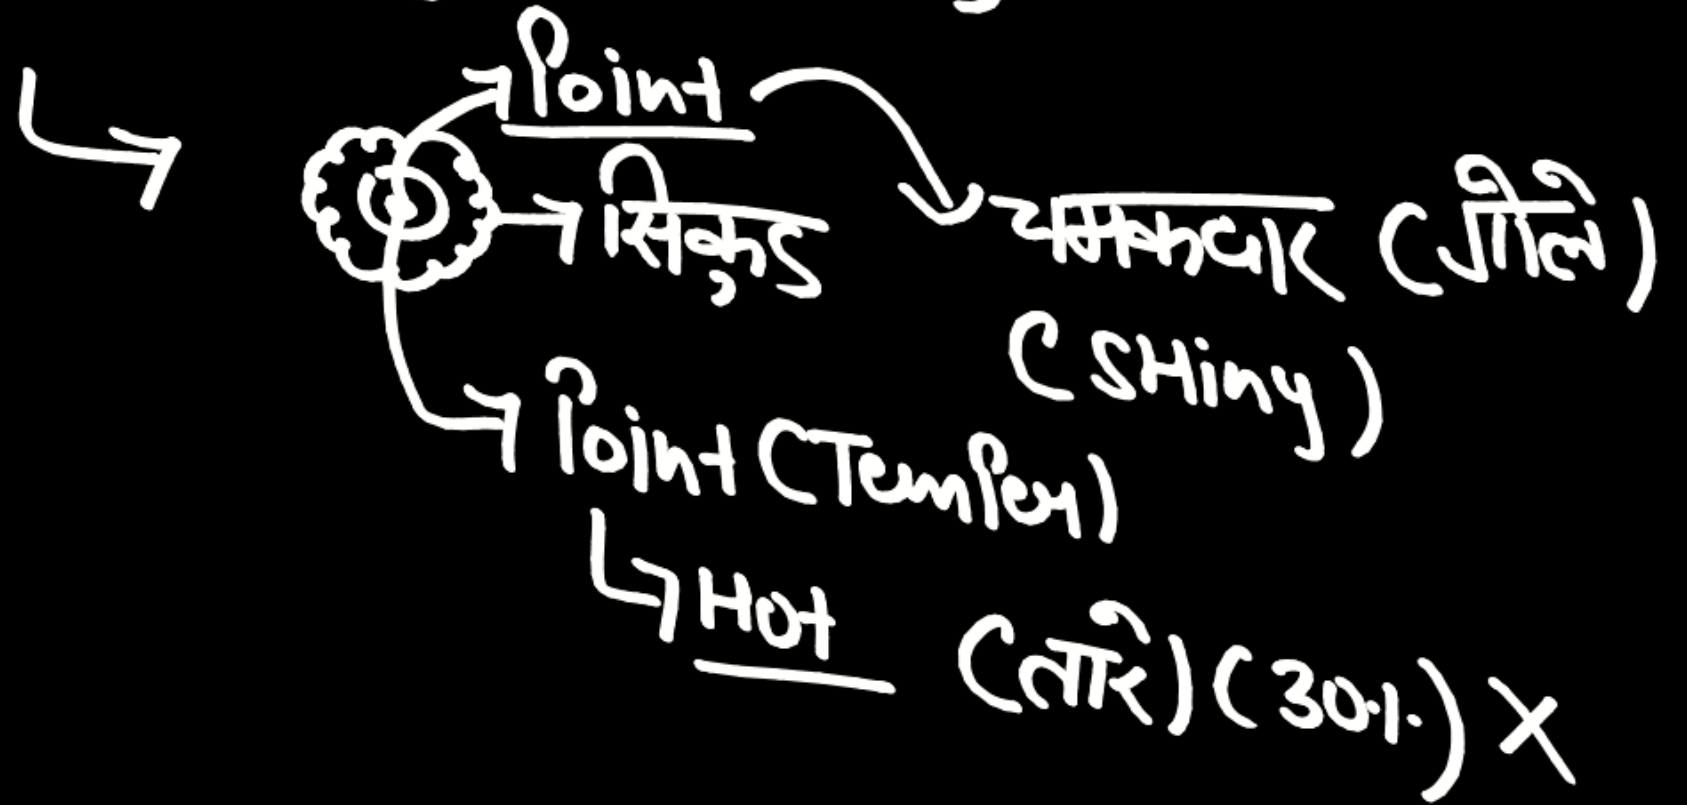 Point
सिकुड
चमकदार (गोले)
(SHiny)
Point (Temper)
Hot (तारे) (30%) X